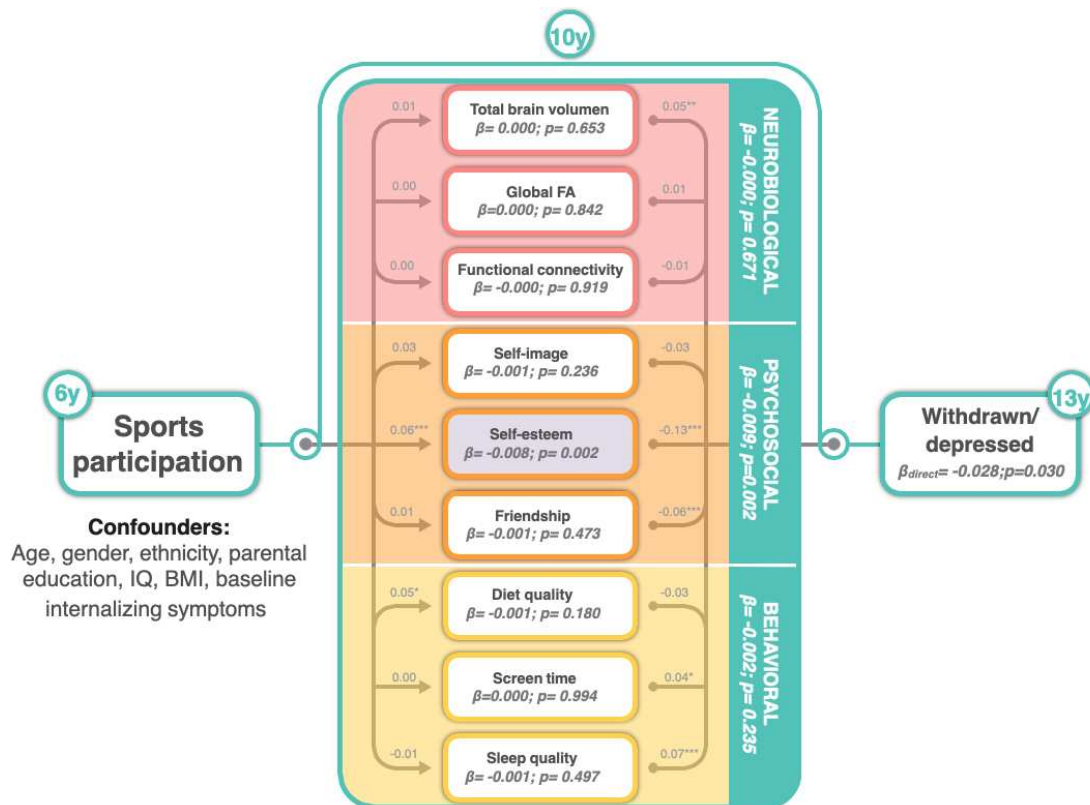 10y
0.01
Total brain volumen
β= 0.000; p= 0.653
0.05**
0.00
Global FA
β=0.000; p= 0.842
0.01
0.00
Functional connectivity
β= -0.000; p= 0.919
-0.01
NEUROBIOLOGICAL
β= -0.000; p= 0.671
0.03
Self-image
β= -0.001; p= 0.236
-0.03
0.06***
Self-esteem
β= -0.008; p= 0.002
-0.13***
0.01
Friendship
β= -0.001; p= 0.473
-0.06***
PSYCHOSOCIAL
β= -0.009; p=0.002
0.05*
Diet quality
β= -0.001; p= 0.180
-0.03
0.00
Screen time
β=0.000; p= 0.994
0.04*
-0.01
Sleep quality
β= -0.001; p= 0.497
0.07***
BEHAVIORAL
β= -0.002; p= 0.235
6y
Sports
participation
Confounders:
Age, gender, ethnicity, parental
education, IQ, BMI, baseline
internalizing symptoms
13y
Withdrawn/
depressed
βdirect= -0.028;p=0.030